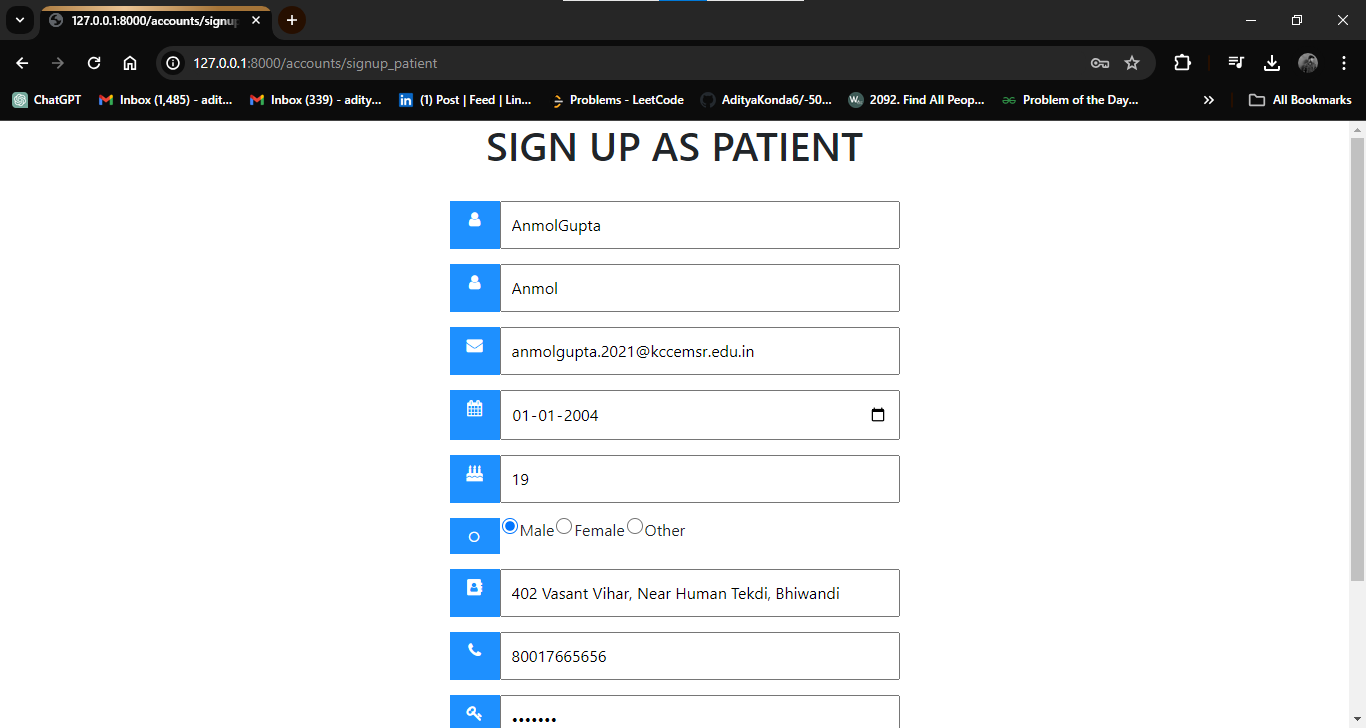 127.0.0.1:8000/accounts/signup
127.0.0.1:8000/accounts/signup_patient
ChatGPT Inbox (1,485) - adit... Inbox (339) - adity... (1) Post | Feed | Lin... Problems - LeetCode AdityaKonda6/-50... 2092. Find All Peop... Problem of the Day... All Bookmarks
SIGN UP AS PATIENT
AnmolGupta
Anmol
anmolgupta.2021@kccemsr.edu.in
01-01-2004
19
Male Female Other
402 Vasant Vihar, Near Human Tekdi, Bhiwandi
80017665656
•••••••